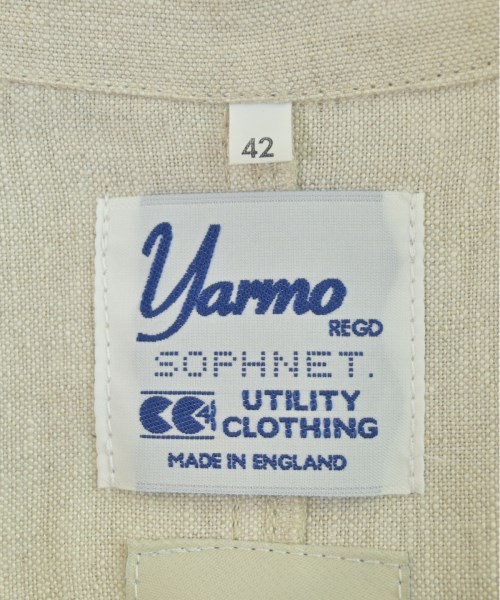 42
Yarmo
REGD
SOPHNET.
CC41 UTILITY
CLOTHING
MADE IN ENGLAND